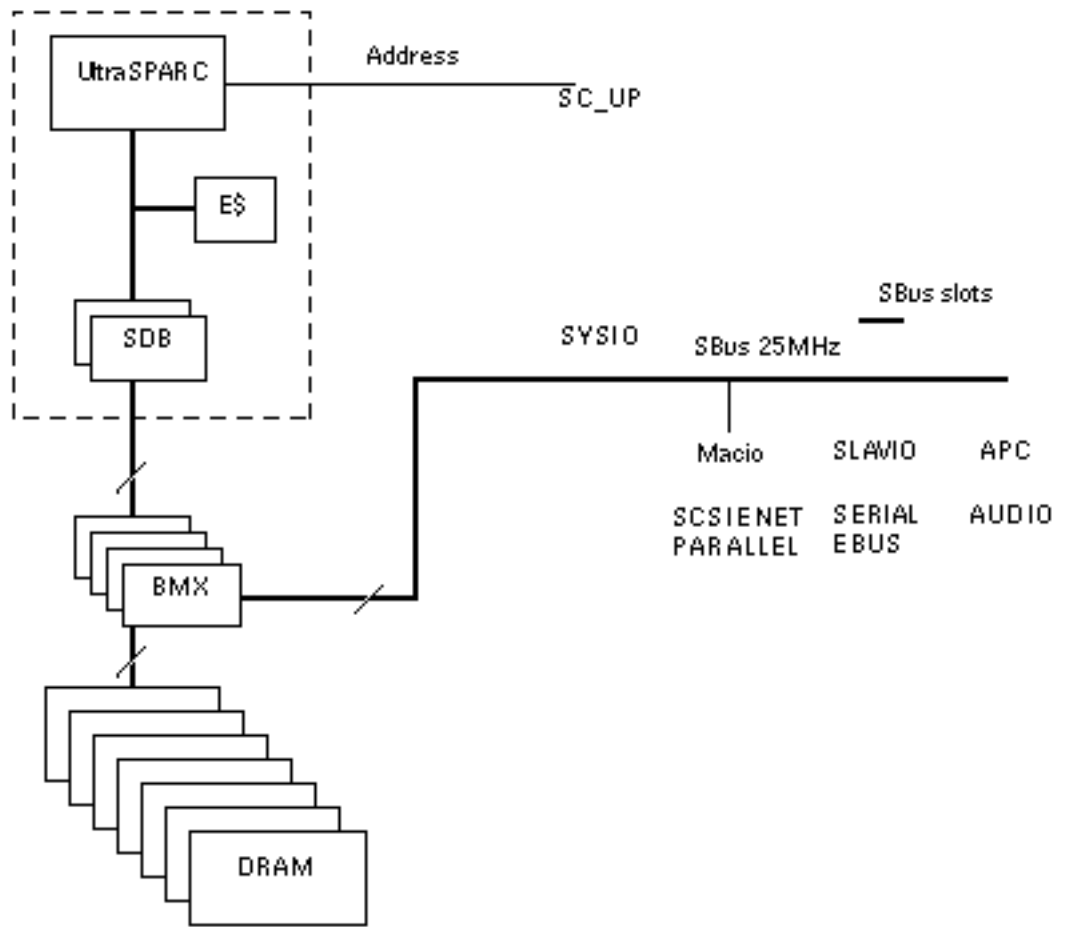 Address
UltraSPARC
SC_UP
E$
SBus slots
SDB
SYSIO
SBus 25MHz
Macio
SLAVIO
APC
SCSIENET
PARALLEL
SERIAL
EBUS
AUDIO
BMX
DRAM